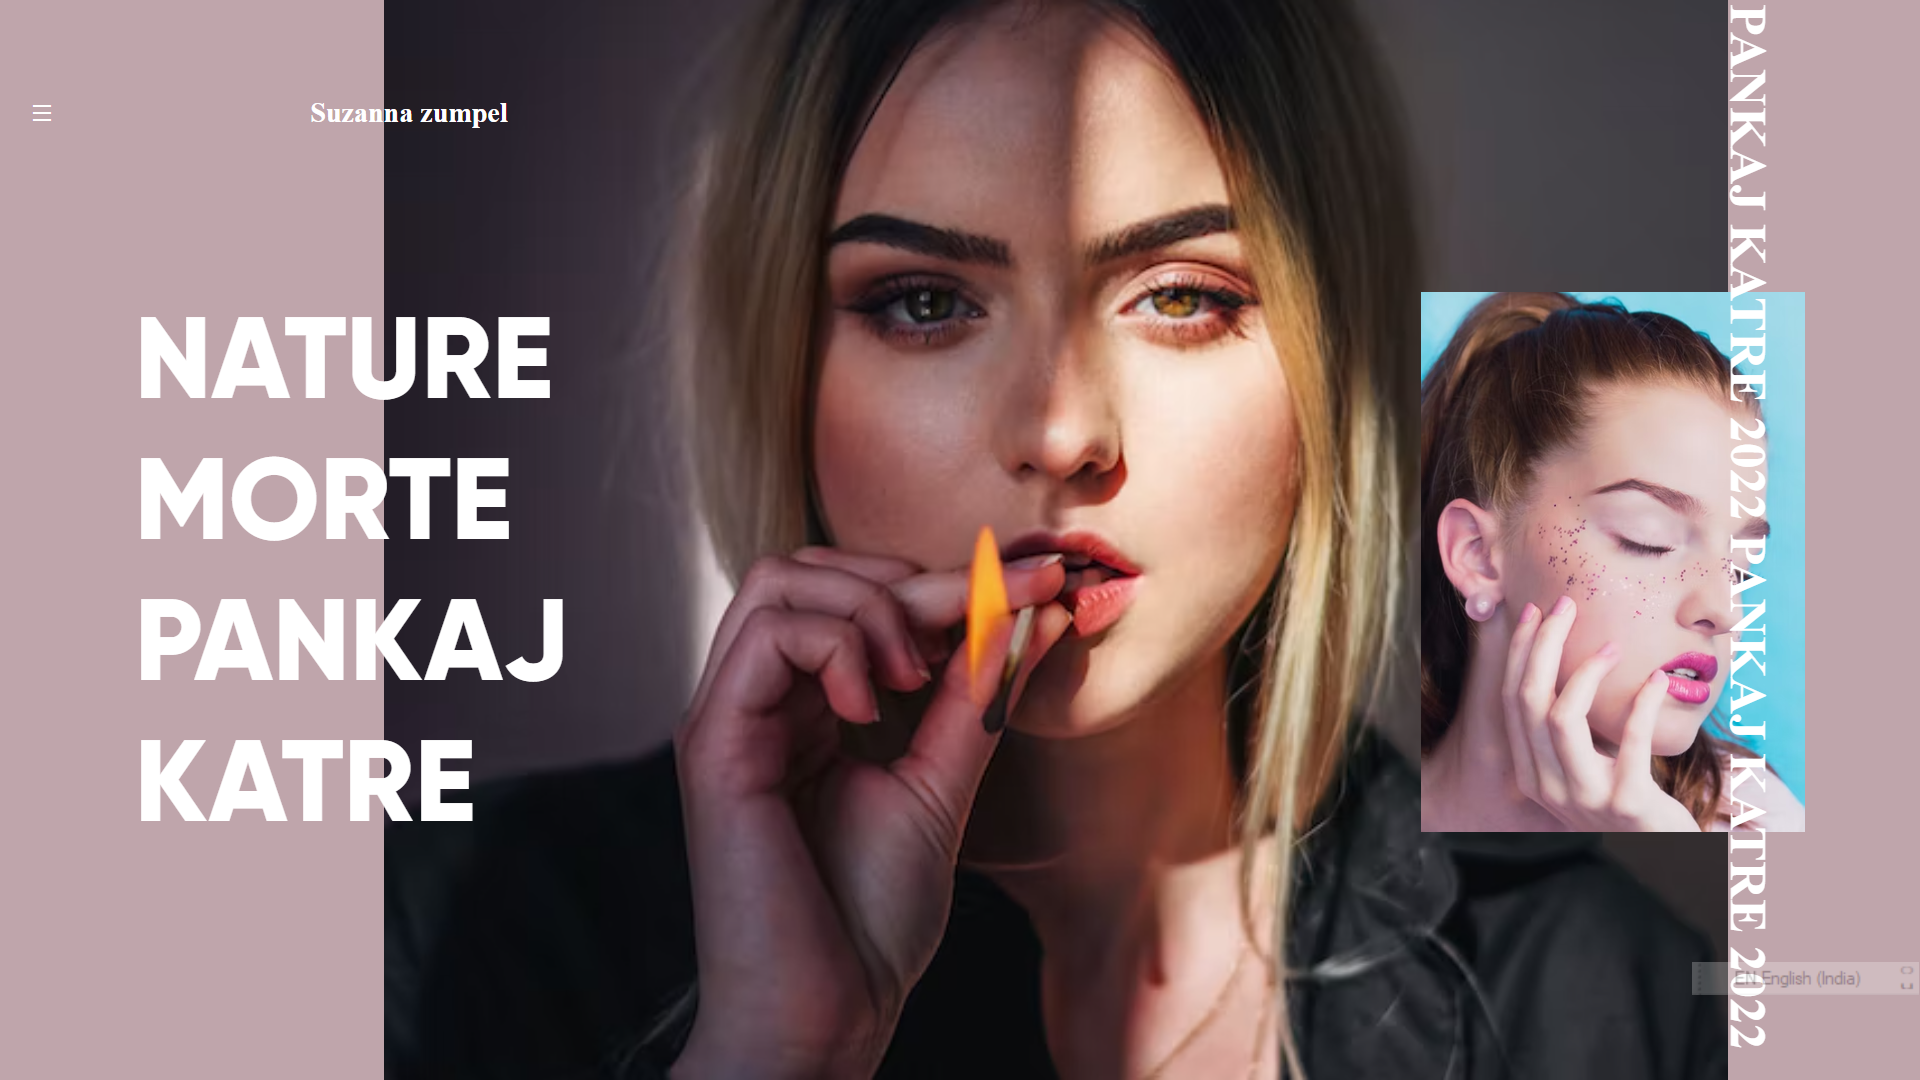 Suzanna zumpel
NATURE
MORTE
PANKAJ
KATRE
PANKAJ KATRE 2022 PANKAJ KATRE 2022
EN English (India)